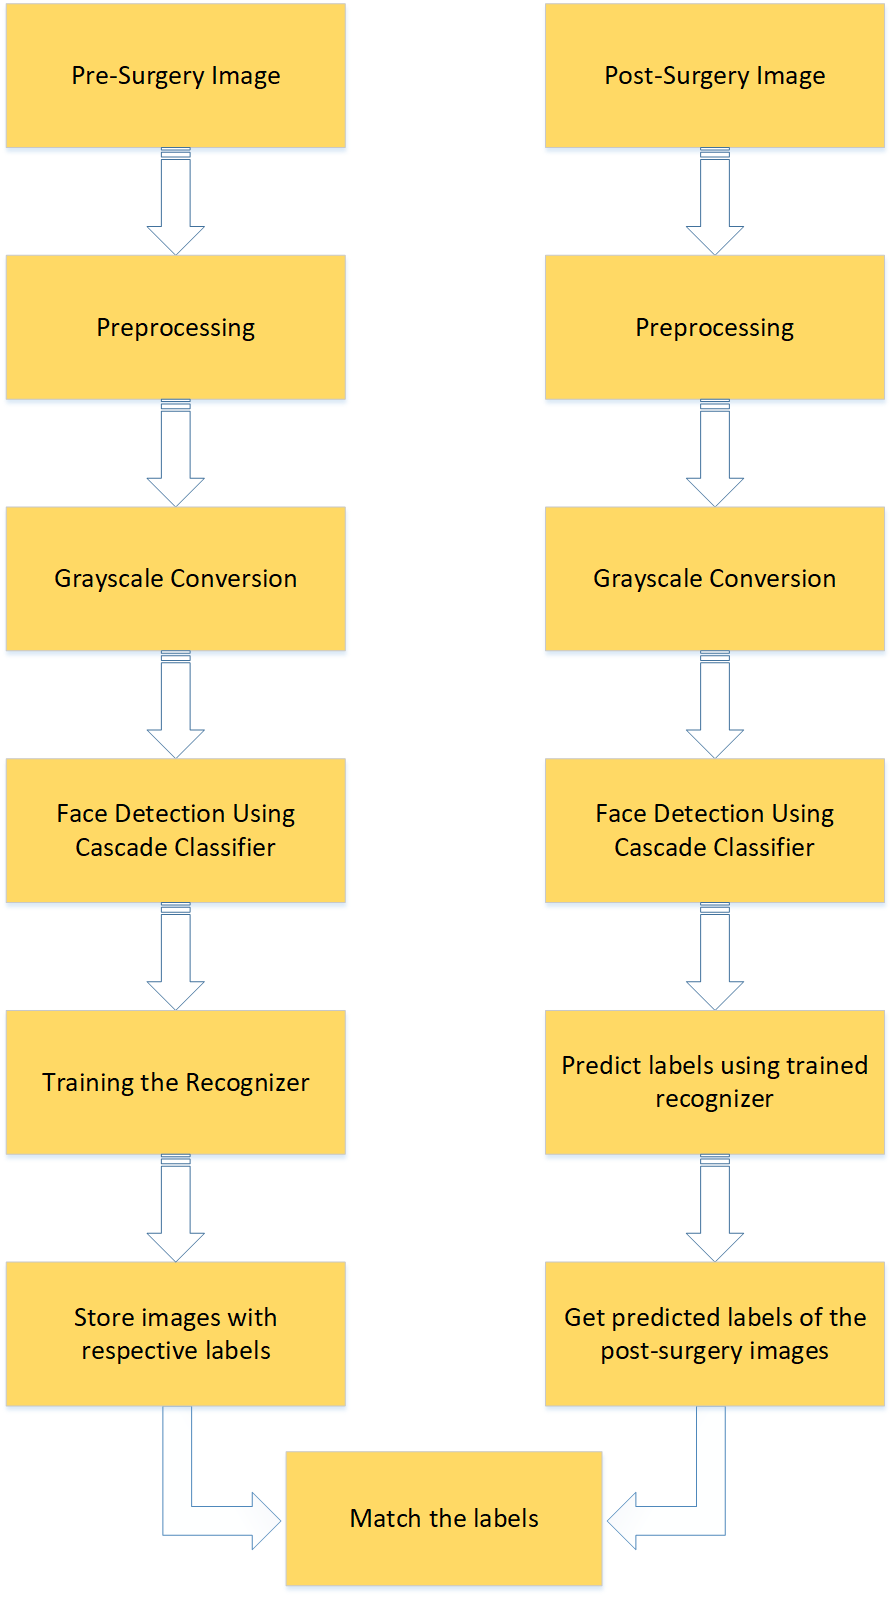 Pre-Surgery Image
Preprocessing
Grayscale Conversion
Face Detection Using
Cascade Classifier
Training the Recognizer
Store images with
respective labels
Post-Surgery Image
Preprocessing
Grayscale Conversion
Face Detection Using
Cascade Classifier
Predict labels using trained
recognizer
Get predicted labels of the
post-surgery images
Match the labels